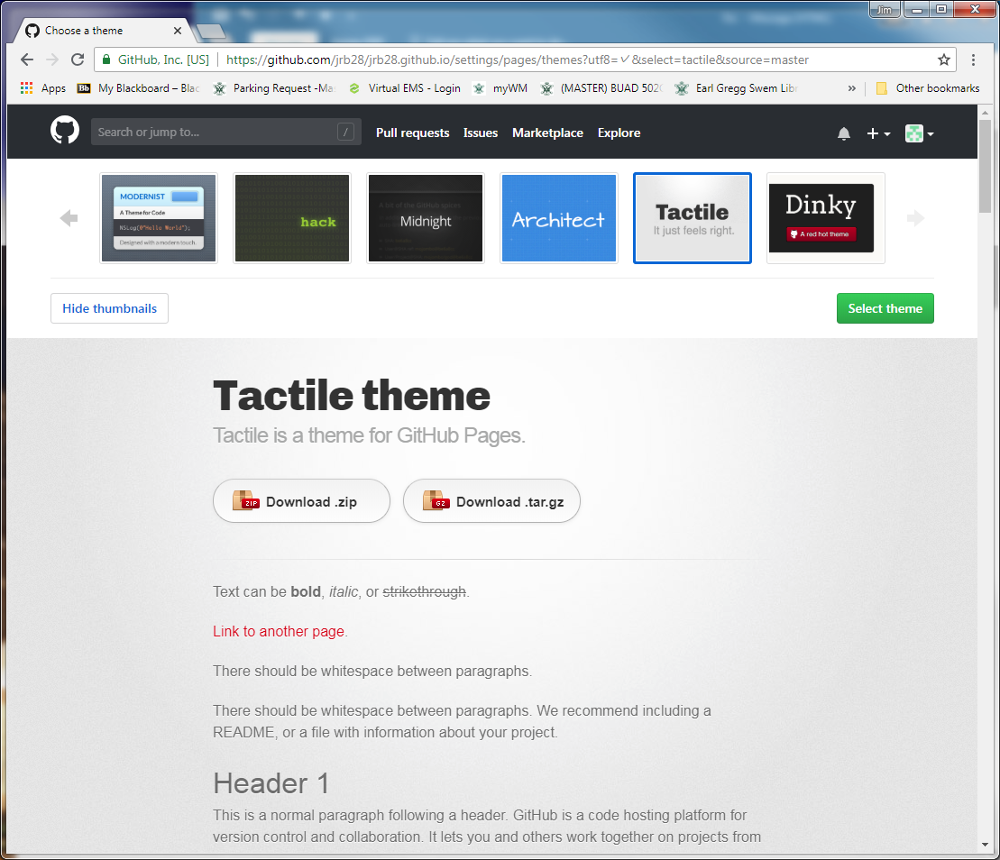 Jim
Choose a theme
GitHub, Inc. [US] https://github.com/jrb28/jrb28.github.io/settings/pages/themes?utf8=✓&select=tactile&source=master
Apps Bb My Blackboard – Blac Parking Request -Ma Virtual EMS - Login myWM (MASTER) BUAD 502 Earl Gregg Swem Libr » Other bookmarks
Search or jump to... / Pull requests Issues Marketplace Explore
MODERNIST
A Theme for Code
NSLog(@"Hello World");
Designed with a modern touch.
hack
Midnight
Architect
Tactile
It just feels right.
Dinky
A red hot theme
Hide thumbnails Select theme
Tactile theme
Tactile is a theme for GitHub Pages.
ZIP Download .zip GZ Download .tar.gz
Text can be bold, italic, or strikethrough.
Link to another page.
There should be whitespace between paragraphs.
There should be whitespace between paragraphs. We recommend including a
README, or a file with information about your project.
Header 1
This is a normal paragraph following a header. GitHub is a code hosting platform for
version control and collaboration. It lets you and others work together on projects from